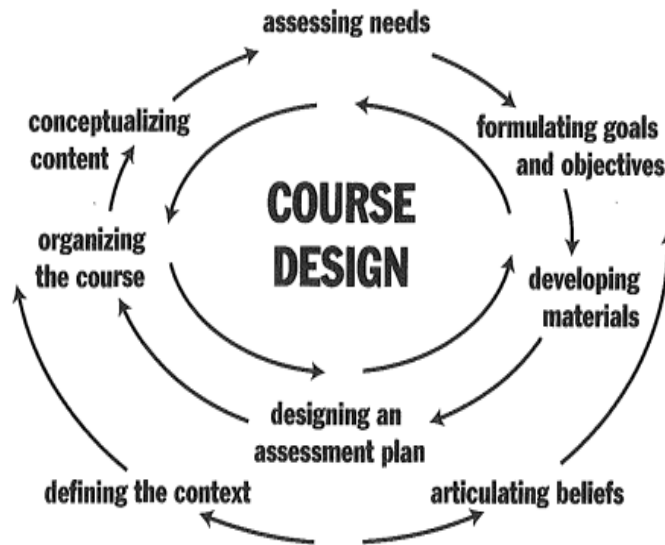 assessing needs
conceptualizing
content
formulating goals
and objectives
COURSE
DESIGN
organizing
the course
developing
materials
designing an
assessment plan
defining the context
articulating beliefs